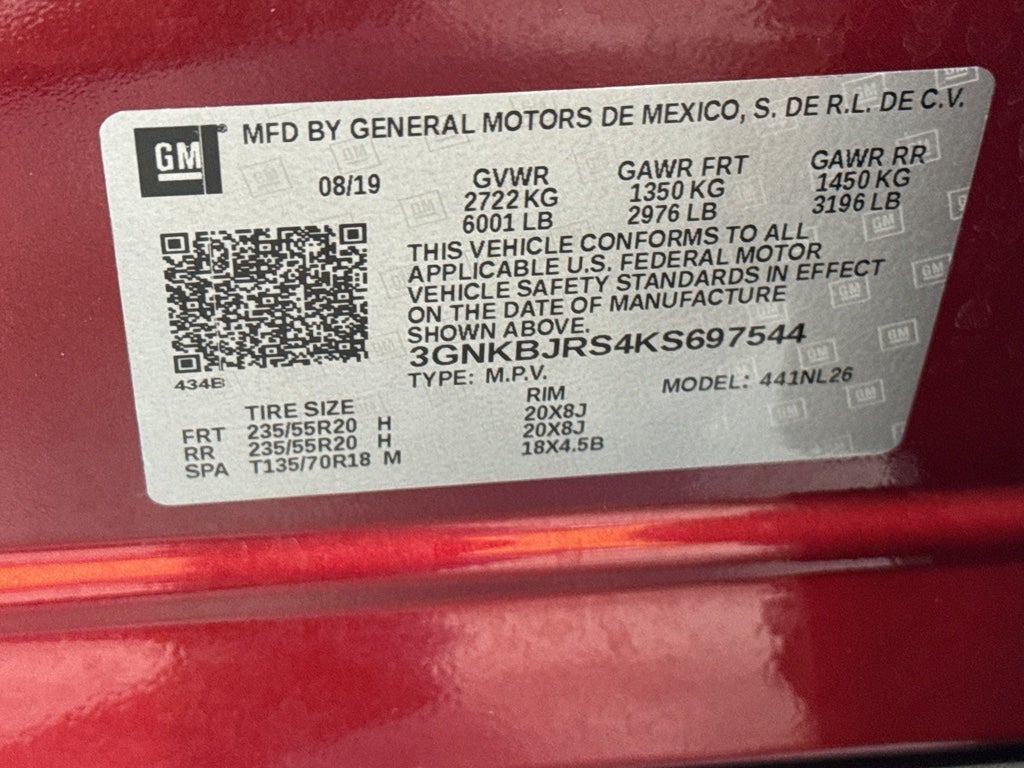 GM® MFD BY GENERAL MOTORS DE MEXICO, S. DE R.L. DE C.V.
08/19
GVWR
2722 KG
6001 LB
GAWR FRT
1350 KG
2976 LB
GAWR RR
1450 KG
3196 LB
THIS VEHICLE CONFORMS TO ALL
APPLICABLE U.S. FEDERAL MOTOR
VEHICLE SAFETY STANDARDS IN EFFECT
ON THE DATE OF MANUFACTURE
SHOWN ABOVE.
3GNKBJRS4KS697544
434B
TYPE: M.P.V.
MODEL: 441NL26
TIRE SIZE RIM
FRT 235/55R20 H 20X8J
RR 235/55R20 H 20X8J
SPA T135/70R18 M 18X4.5B